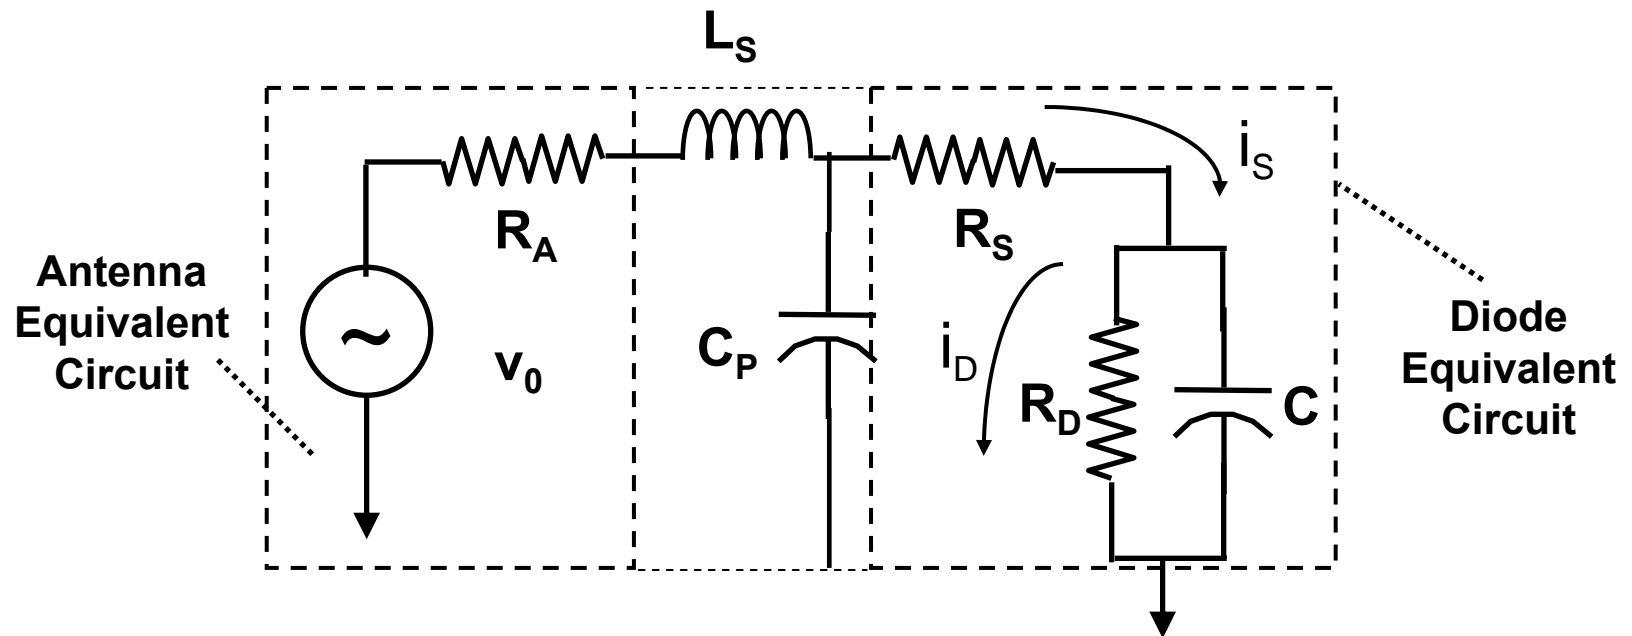 L_S
R_A
R_S
i_S
Antenna
Equivalent
Circuit
~
v_0
C_P
i_D
R_D
C
Diode
Equivalent
Circuit